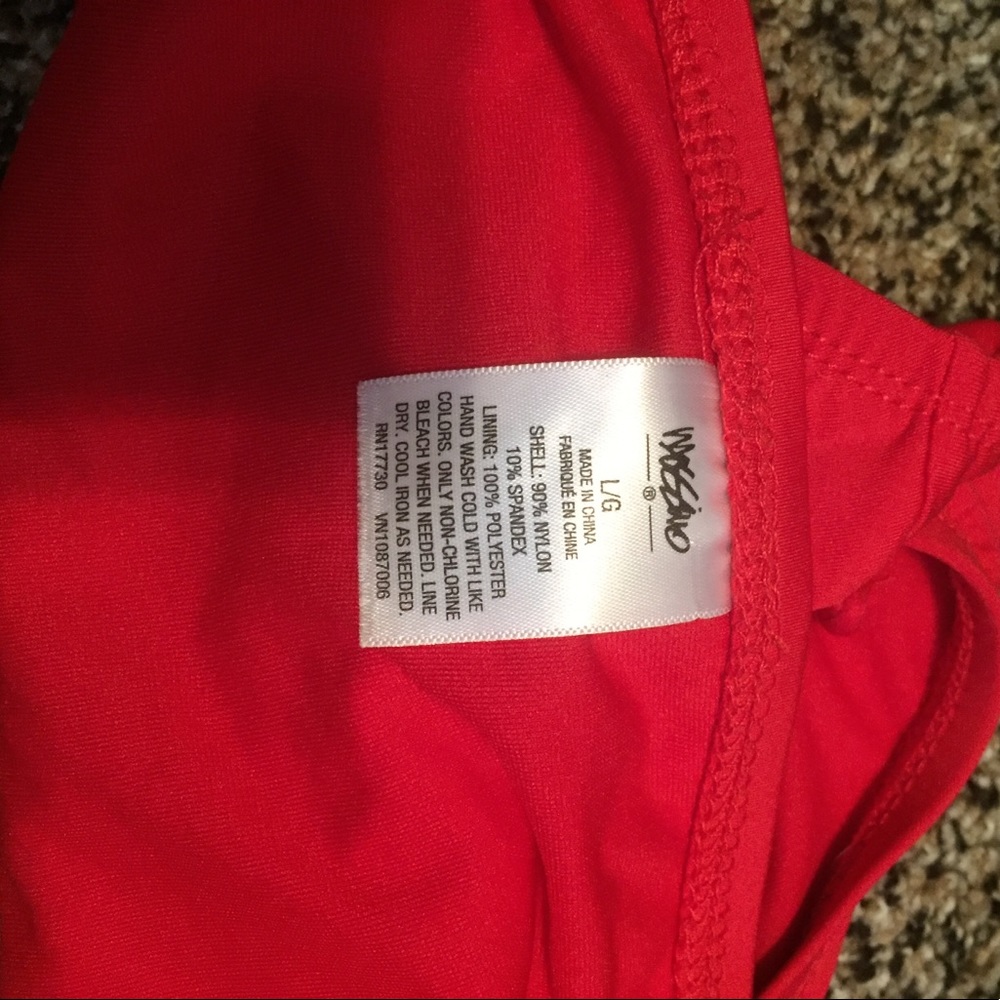 MOSSIMO
®
L/G
MADE IN CHINA
FABRIQUÉ EN CHINE
SHELL: 90% NYLON
10% SPANDEX
LINING: 100% POLYESTER
HAND WASH COLD WITH LIKE
COLORS. ONLY NON-CHLORINE
BLEACH WHEN NEEDED. LINE
DRY. COOL IRON AS NEEDED.
RN17730 VN1087006